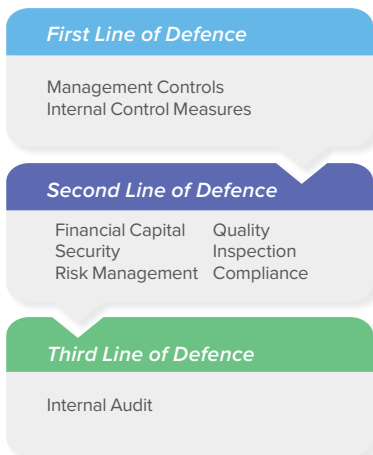 First Line of Defence
Management Controls
Internal Control Measures
Second Line of Defence
Financial Capital Quality
Security Inspection
Risk Management Compliance
Third Line of Defence
Internal Audit